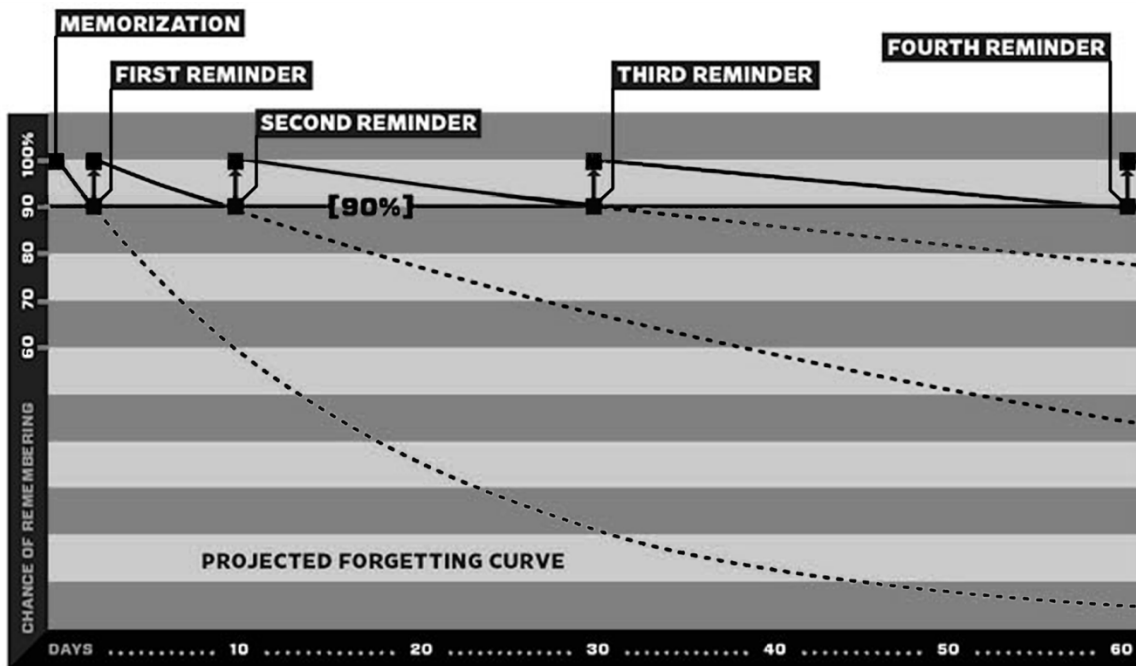 MEMORIZATION
FIRST REMINDER
SECOND REMINDER
THIRD REMINDER
FOURTH REMINDER
100%
90
80
70
60
CHANCE OF REMEMBERING
[90%]
PROJECTED FORGETTING CURVE
DAYS .......... 10 .......... 20 .......... 30 .......... 40 .......... 50 .......... 60